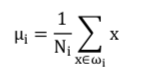 μᵢ = 1/Nᵢ ∑_{x∈ωᵢ} x